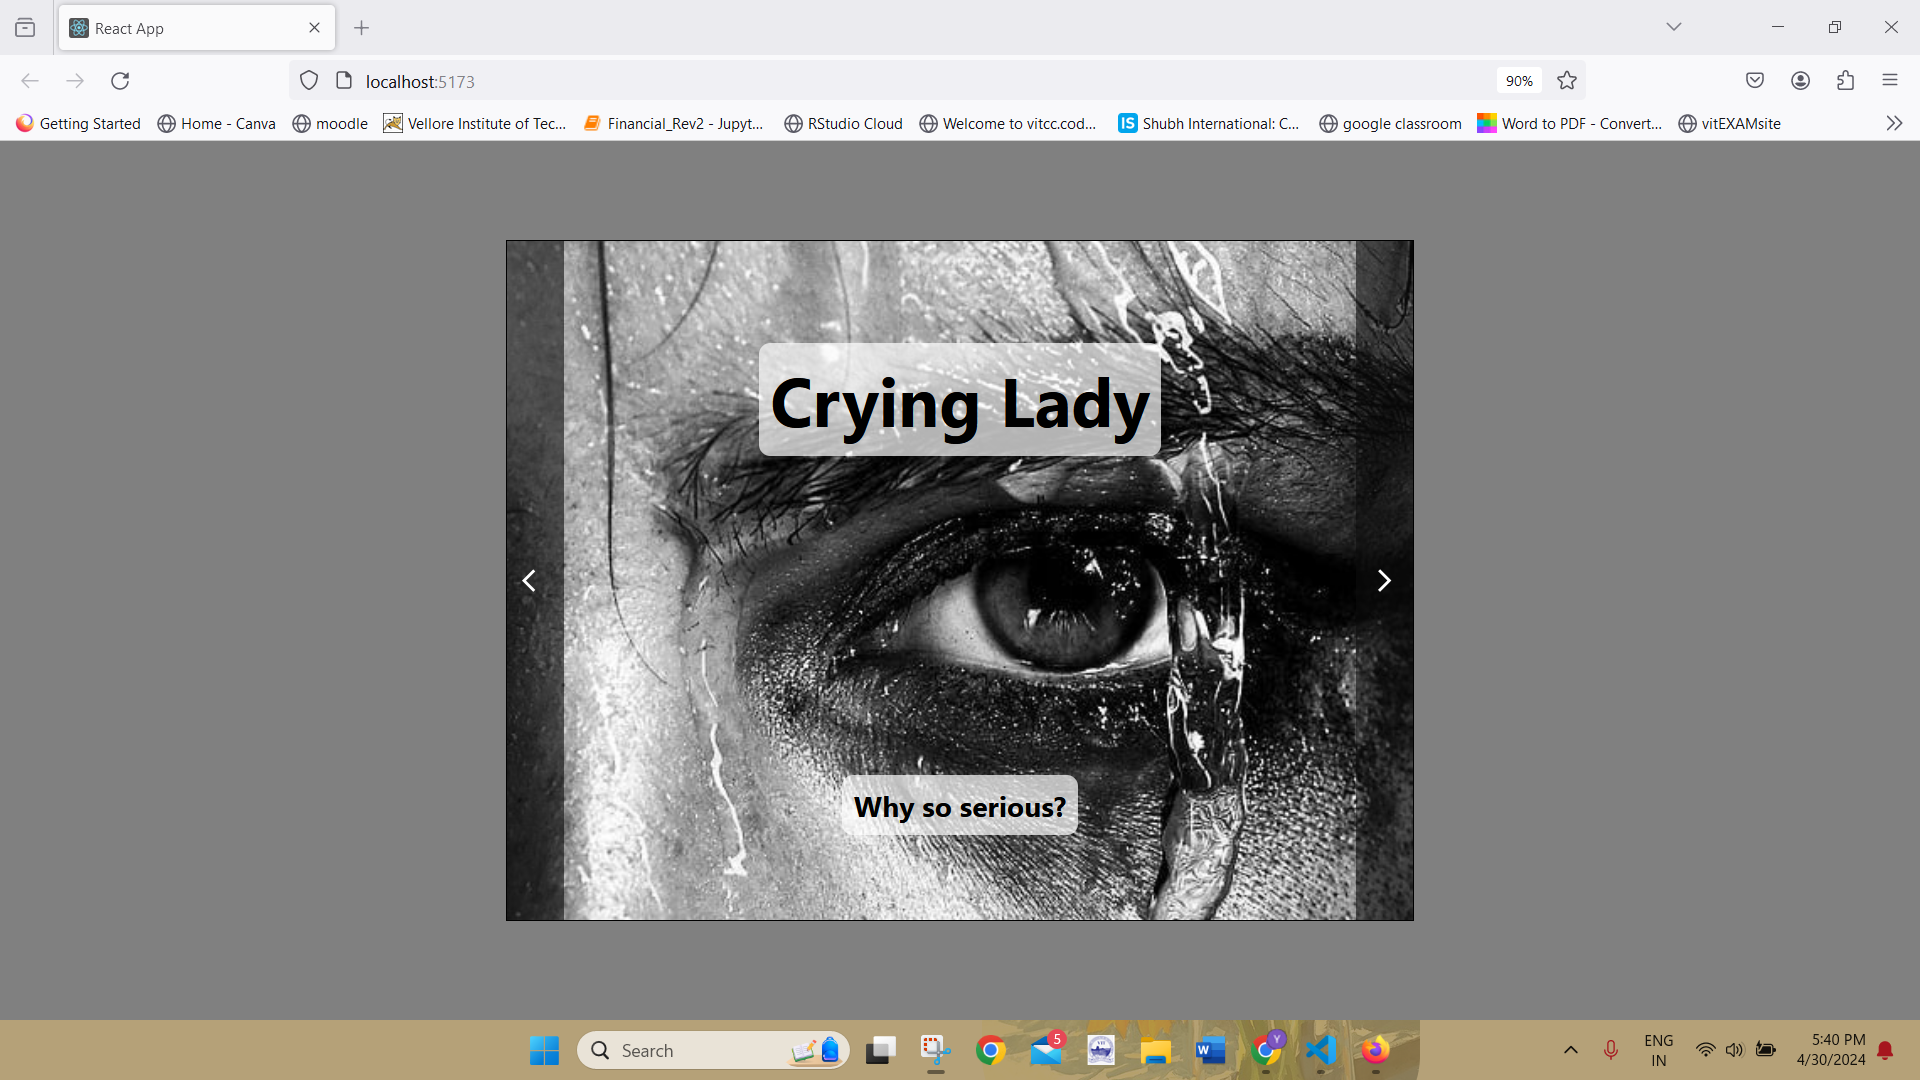 React App
localhost:5173
90%
Getting Started
Home - Canva
moodle
Vellore Institute of Tec...
Financial_Rev2 - Jupyt...
RStudio Cloud
Welcome to vitcc.cod...
IS
Shubh International: C...
google classroom
Word to PDF - Convert...
vitEXAMsite
Crying Lady
Why so serious?
Search
5
W
Y
ENG
IN
5:40 PM
4/30/2024